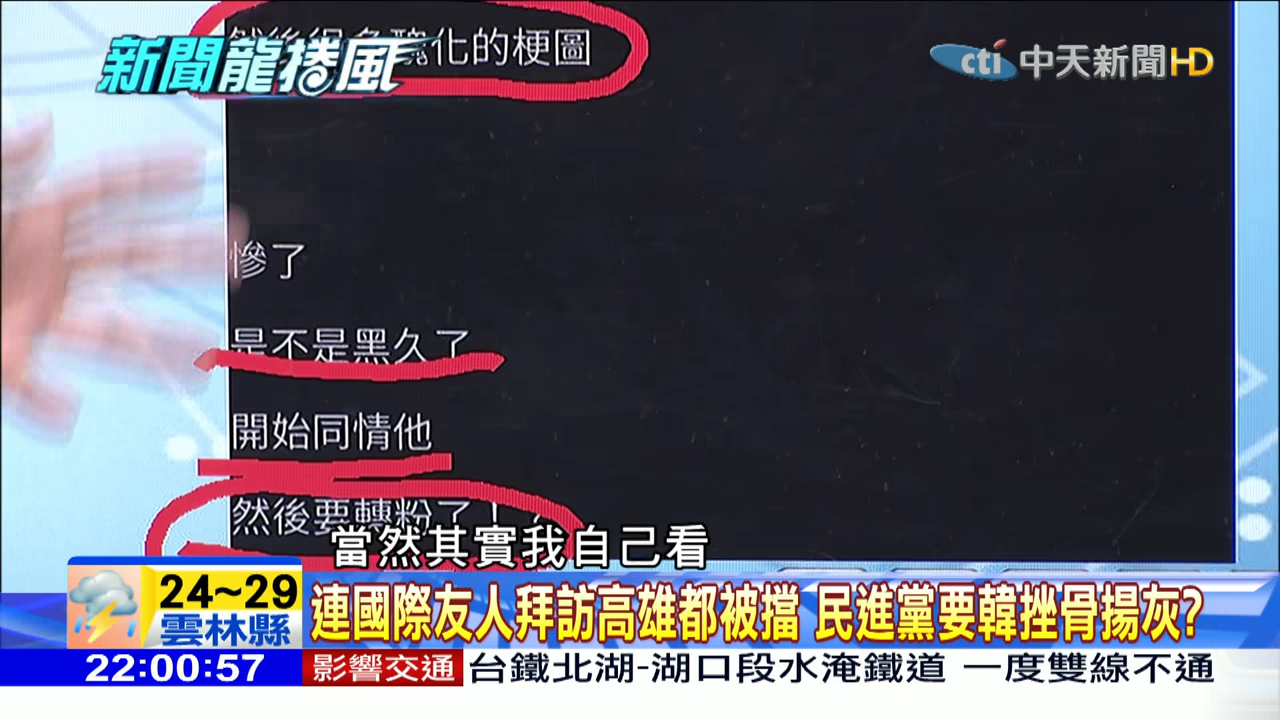 新聞龍捲風
cti 中天新聞HD
化的梗圖
慘了
是不是黑久了
開始同情他
然後要轉粉了！
當然其實我自己看
24~29
雲林縣
連國際友人拜訪高雄都被擋 民進黨要韓挫骨揚灰?
22:00:57
影響交通
台鐵北湖-湖口段水淹鐵道 一度雙線不通